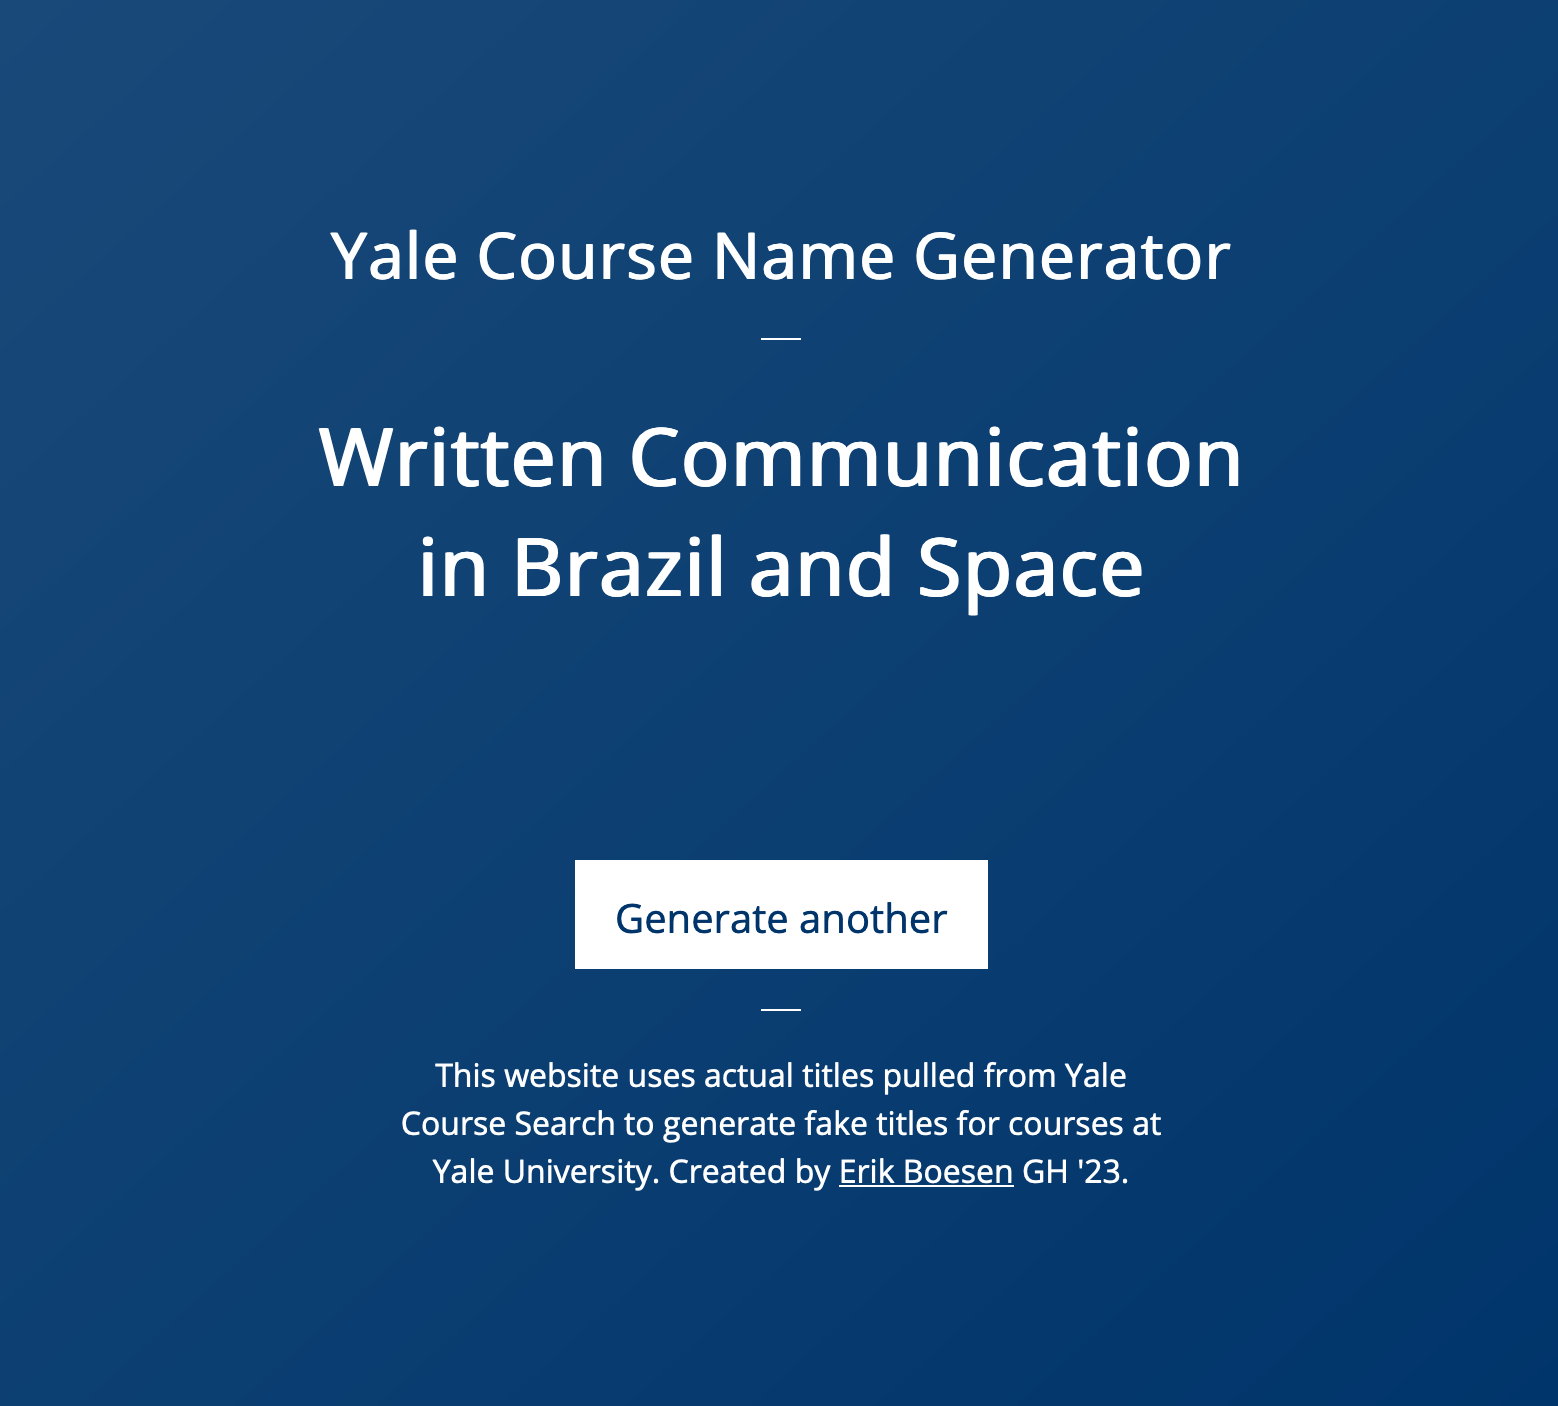 Yale Course Name Generator
Written Communication
in Brazil and Space
Generate another
This website uses actual titles pulled from Yale
Course Search to generate fake titles for courses at
Yale University. Created by Erik Boesen GH '23.